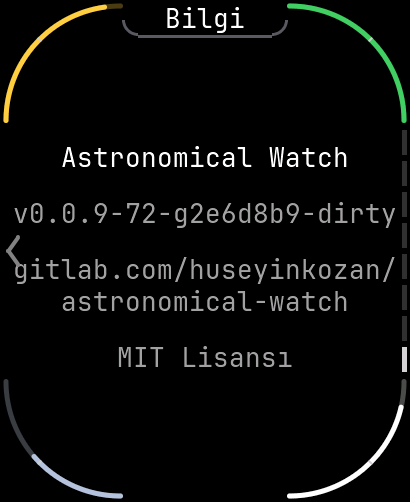 Bilgi
Astronomical Watch
v0.0.9-72-g2e6d8b9-dirty
gitlab.com/huseyinkozan/
astronomical-watch
MIT Lisansı